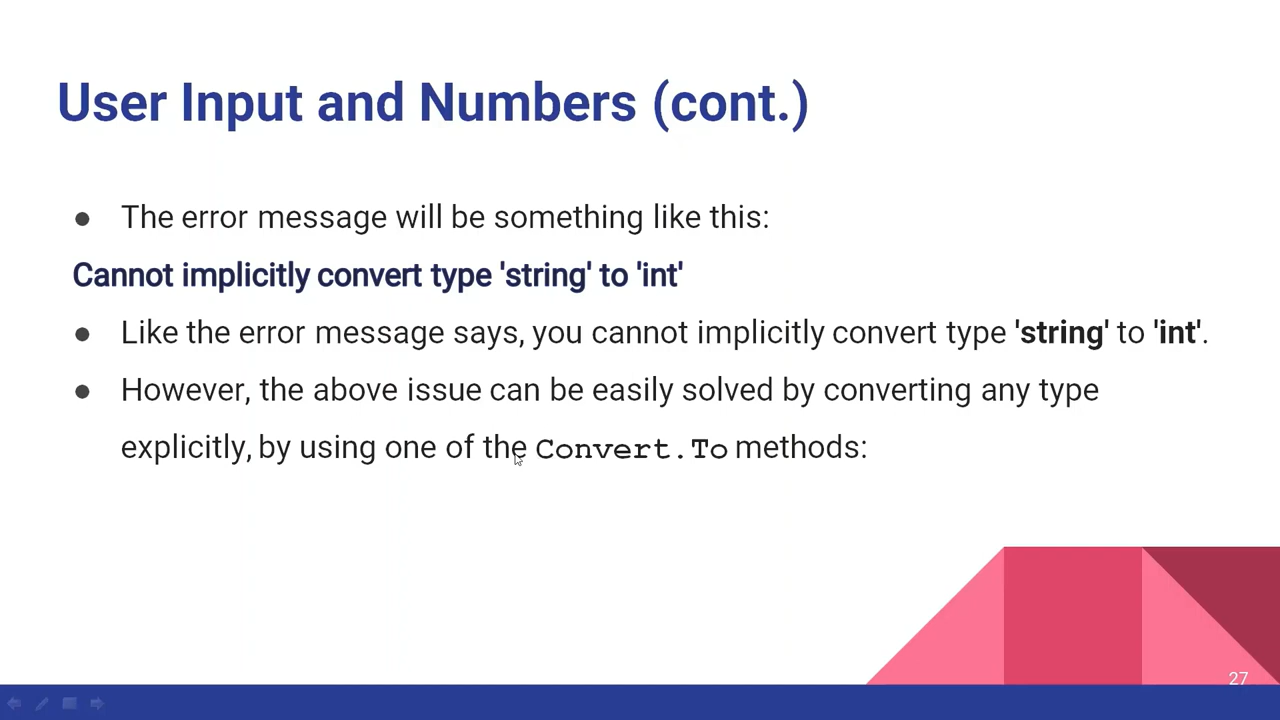 User Input and Numbers (cont.)
● The error message will be something like this:
Cannot implicitly convert type 'string' to 'int'
● Like the error message says, you cannot implicitly convert type 'string' to 'int'.
● However, the above issue can be easily solved by converting any type
explicitly, by using one of the Convert.To methods:
27